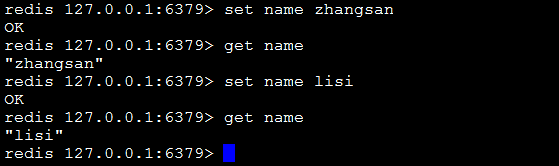 redis 127.0.0.1:6379> set name zhangsan
OK
redis 127.0.0.1:6379> get name
"zhangsan"
redis 127.0.0.1:6379> set name lisi
OK
redis 127.0.0.1:6379> get name
"lisi"
redis 127.0.0.1:6379>